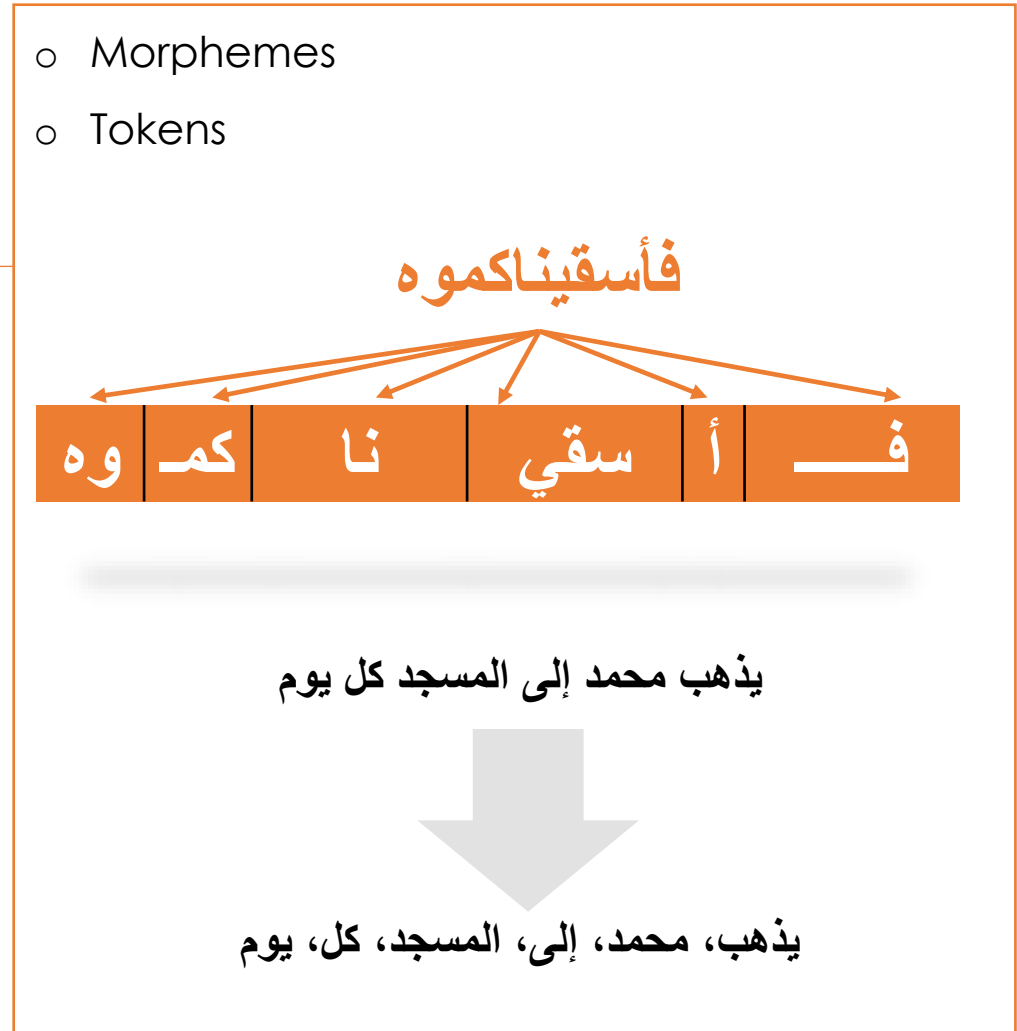 o Morphemes
o Tokens
فأسقيناكموه
فــــ أ سقي نا كمـ وه
يذهب محمد إلى المسجد كل يوم
يذهب، محمد، إلى، المسجد، كل، يوم